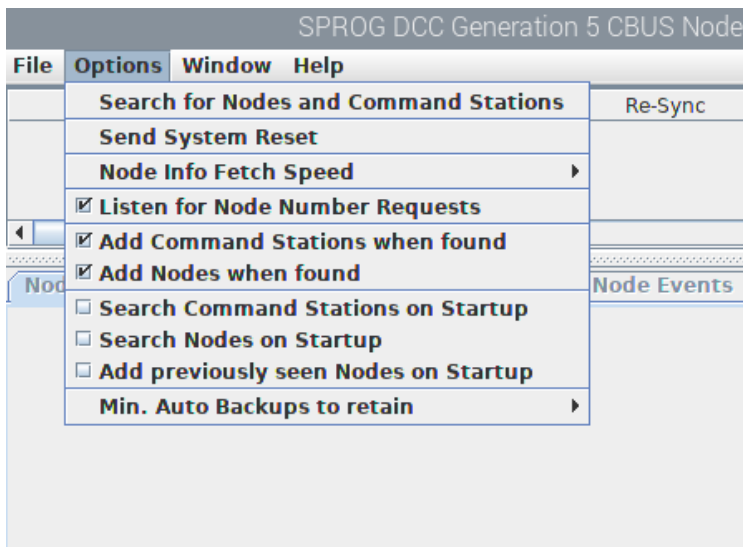 SPROG DCC Generation 5 CBUS Node
File Options Window Help
Search for Nodes and Command Stations
Re-Sync
Send System Reset
Node Info Fetch Speed
Listen for Node Number Requests
Add Command Stations when found
Add Nodes when found
Nod
Node Events
Search Command Stations on Startup
Search Nodes on Startup
Add previously seen Nodes on Startup
Min. Auto Backups to retain